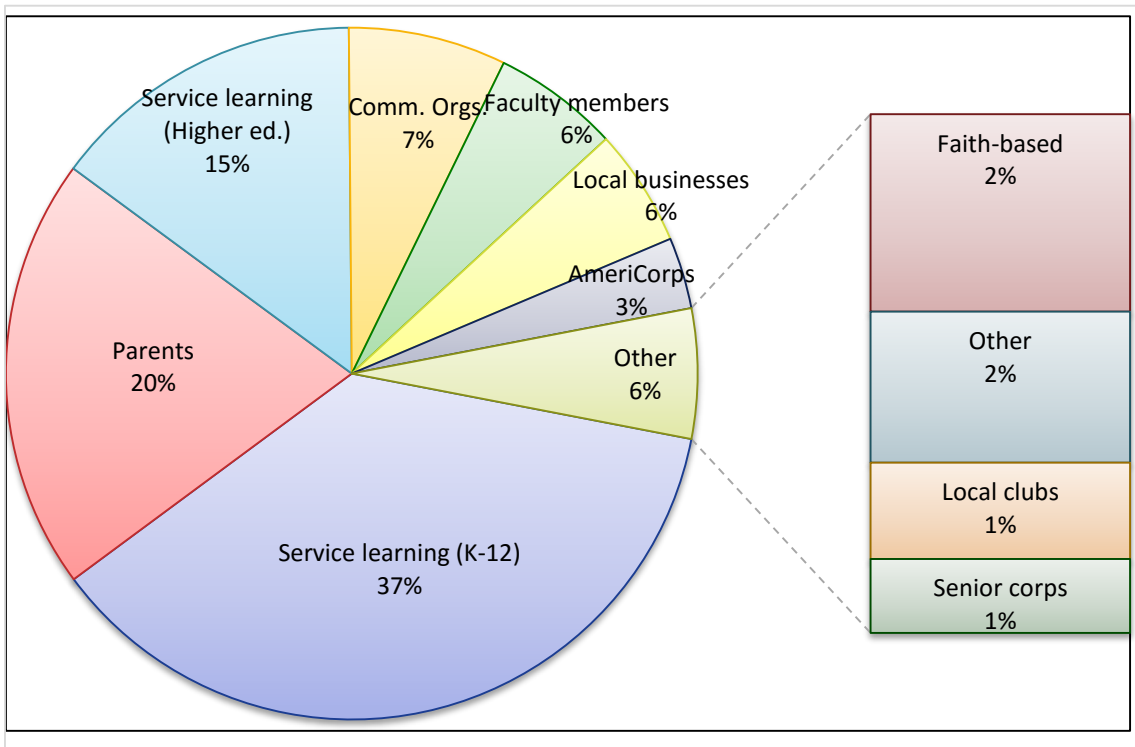 Service learning
(Higher ed.)
15%
Comm. Orgs.
7%
Faculty members
6%
Local businesses
6%
AmeriCorps
3%
Other
6%
Parents
20%
Service learning (K-12)
37%
Faith-based
2%
Other
2%
Local clubs
1%
Senior corps
1%